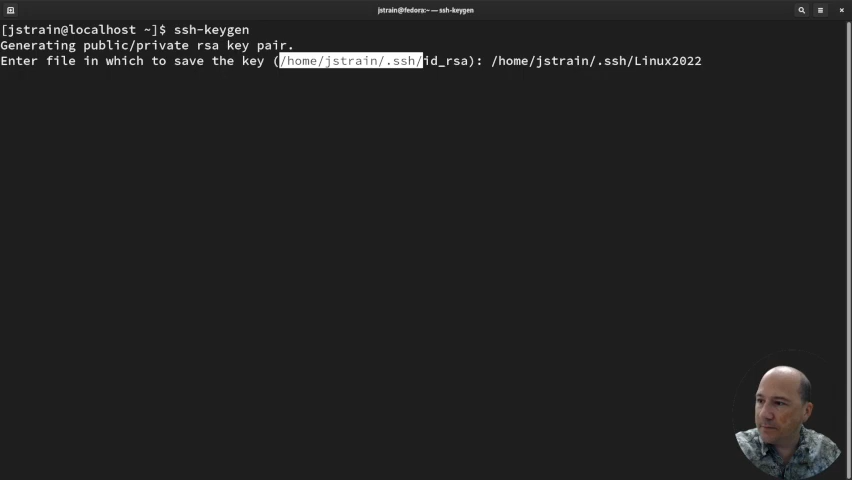 jstrain@fedora:~ — ssh-keygen
[jstrain@localhost ~]$ ssh-keygen
Generating public/private rsa key pair.
Enter file in which to save the key (/home/jstrain/.ssh/id_rsa): /home/jstrain/.ssh/Linux2022